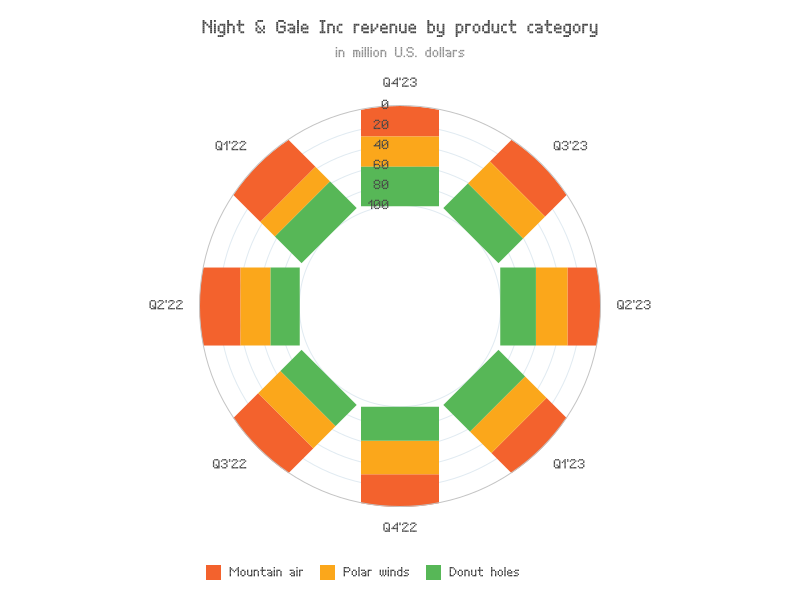 Night & Gale Inc revenue by product category
in million U.S. dollars
Q4'23
0
20
40
60
80
100
Q1'22
Q3'23
Q2'22
Q2'23
Q3'22
Q1'23
Q4'22
Mountain air
Polar winds
Donut holes